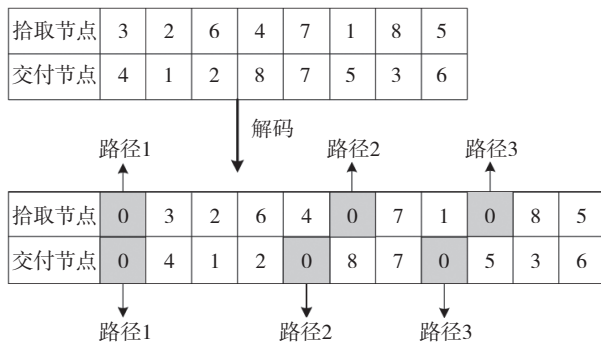 拾取节点 3 2 6 4 7 1 8 5
交付节点 4 1 2 8 7 5 3 6
解码
路径1 路径2 路径3
拾取节点 0 3 2 6 4 0 7 1 0 8 5
交付节点 0 4 1 2 0 8 7 0 5 3 6
路径1 路径2 路径3